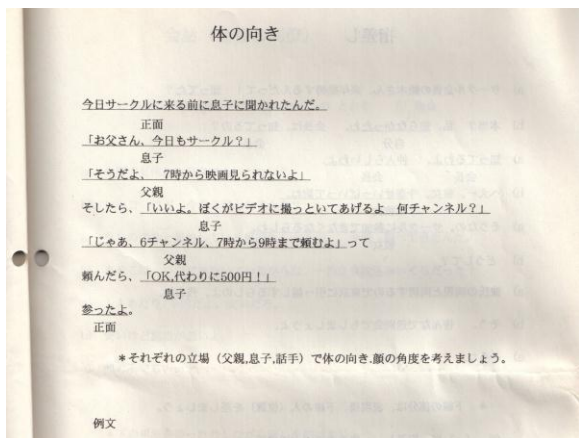 体の向き
今日サークルに来る前に息子に聞かれたんだ。
正面
「お父さん、今日もサークル?」
息子
「そうだよ、 7時から映画見られないよ」
父親
そしたら、「いいよ。ぼくがビデオに撮っといてあげるよ 何チャンネル?」
息子
「じゃあ、6チャンネル、7時から9時まで頼むよ」って
父親
頼んだら、「OK,代わりに500円!」
息子
参ったよ。
正面
*それぞれの立場(父親,息子,話手)で体の向き.顔の角度を考えましょう。
例文